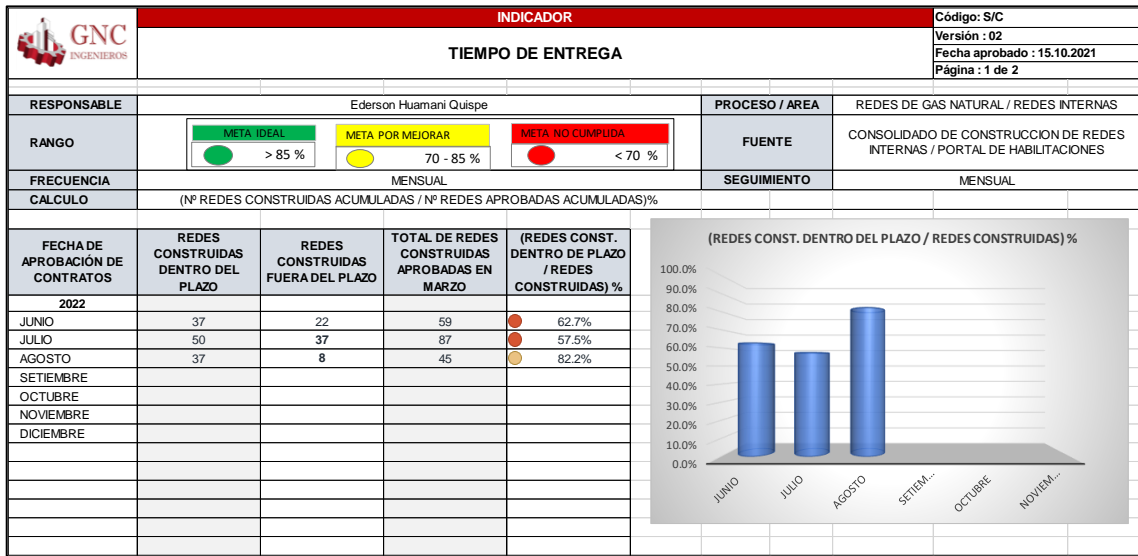 GNC
INGENIEROS
INDICADOR
TIEMPO DE ENTREGA
Código: S/C
Versión : 02
Fecha aprobado : 15.10.2021
Página : 1 de 2
RESPONSABLE
Ederson Huamani Quispe
PROCESO / AREA
REDES DE GAS NATURAL / REDES INTERNAS
RANGO
META IDEAL
> 85 %
META POR MEJORAR
70 - 85 %
META NO CUMPLIDA
< 70 %
FUENTE
CONSOLIDADO DE CONSTRUCCION DE REDES
INTERNAS / PORTAL DE HABILITACIONES
FRECUENCIA
MENSUAL
SEGUIMIENTO
MENSUAL
CALCULO
(Nº REDES CONSTRUIDAS ACUMULADAS / Nº REDES APROBADAS ACUMULADAS)%
FECHA DE
APROBACIÓN DE
CONTRATOS
REDES
CONSTRUIDAS
DENTRO DEL
PLAZO
REDES
CONSTRUIDAS
FUERA DEL PLAZO
TOTAL DE REDES
CONSTRUIDAS
APROBADAS EN
MARZO
(REDES CONST.
DENTRO DE PLAZO
/ REDES
CONSTRUIDAS) %
2022
JUNIO 37 22 59 62.7%
JULIO 50 37 87 57.5%
AGOSTO 37 8 45 82.2%
SETIEMBRE
OCTUBRE
NOVIEMBRE
DICIEMBRE
(REDES CONST. DENTRO DEL PLAZO / REDES CONSTRUIDAS) %
100.0%
90.0%
80.0%
70.0%
60.0%
50.0%
40.0%
30.0%
20.0%
10.0%
0.0%
JUNIO
JULIO
AGOSTO
SETIEM...
OCTUBRE
NOVIEM...